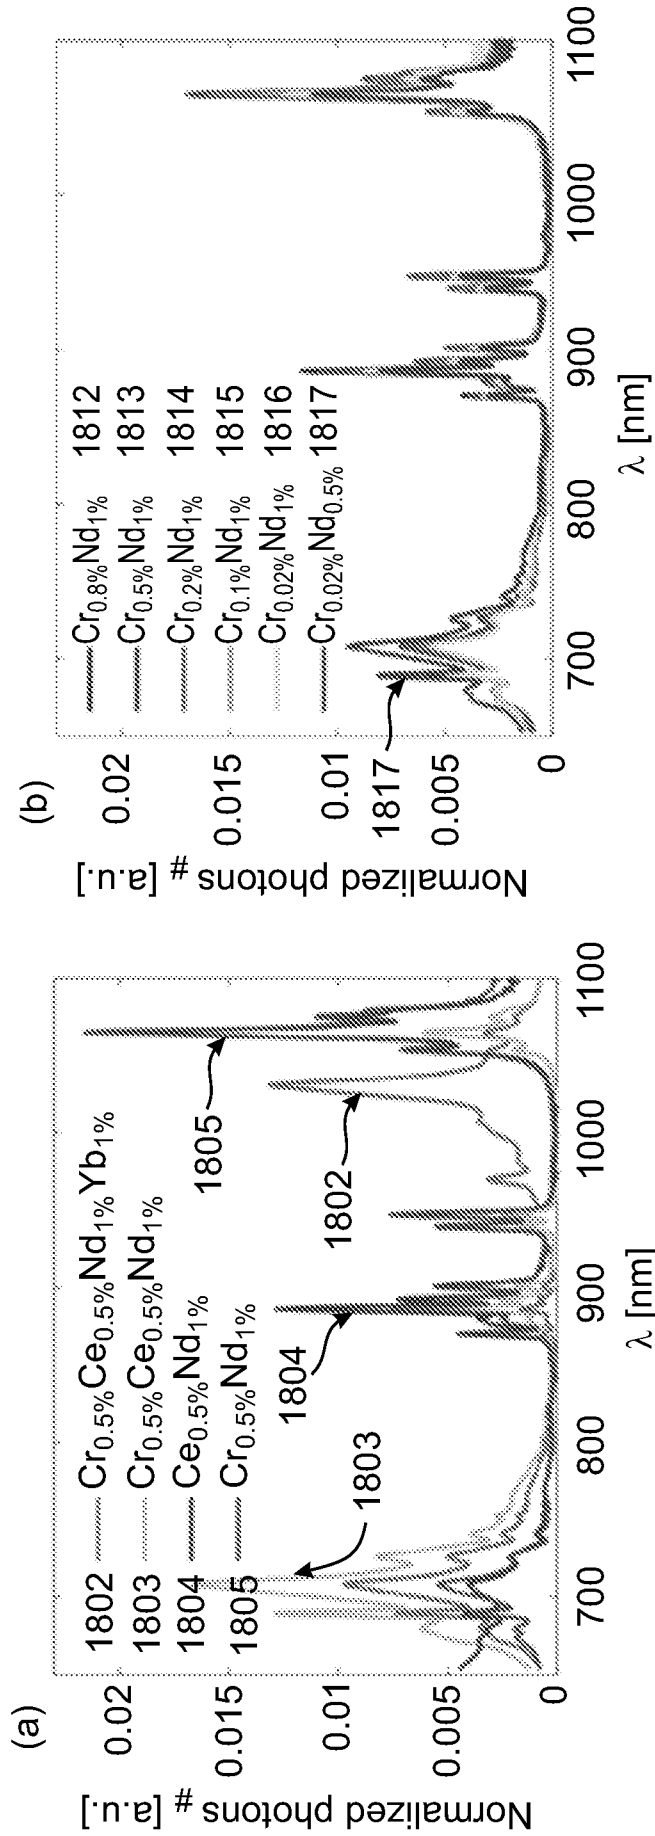 (a)
Normalized photons # [a.u.]
0.02
0.015
0.01
0.005
0
1802 Cr0.5%Ce0.5%Nd1%Yb1%
1803 Cr0.5%Ce0.5%Nd1%
1804 Ce0.5%Nd1%
1805 Cr0.5%Nd1%
1803
1804
1802
1805
700
800
900
1000
1100
λ [nm]
(b)
Normalized photons # [a.u.]
0.02
0.015
0.01
0.005
0
Cr0.8%Nd1% 1812
Cr0.5%Nd1% 1813
Cr0.2%Nd1% 1814
Cr0.1%Nd1% 1815
Cr0.02%Nd1% 1816
Cr0.02%Nd0.5% 1817
1817
700
800
900
1000
1100
λ [nm]